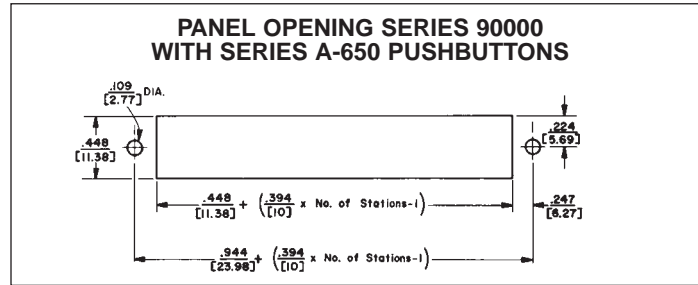 PANEL OPENING SERIES 90000
WITH SERIES A-650 PUSHBUTTONS
.109
[2.77] DIA.
.448
[11.38]
.224
[5.69]
.448
[11.38] + (.394
[10] x No. of Stations-1)
.247
[6.27]
.944
[23.98] + (.394
[10] x No. of Stations-1)